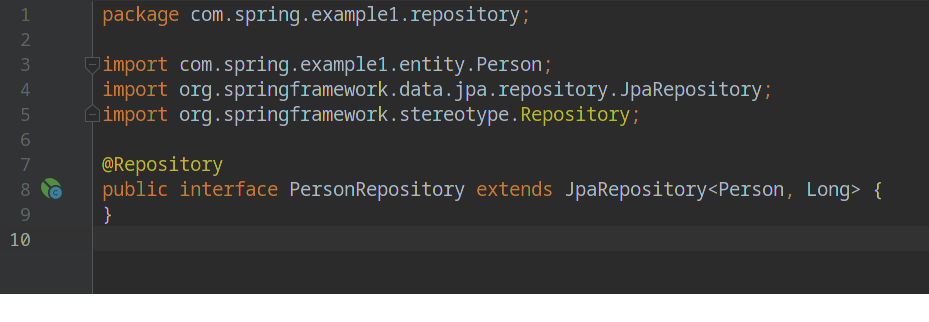 1 package com.spring.example1.repository;
2
3 import com.spring.example1.entity.Person;
4 import org.springframework.data.jpa.repository.JpaRepository;
5 import org.springframework.stereotype.Repository;
6
7 @Repository
8 public interface PersonRepository extends JpaRepository<Person, Long> {
9 }
10